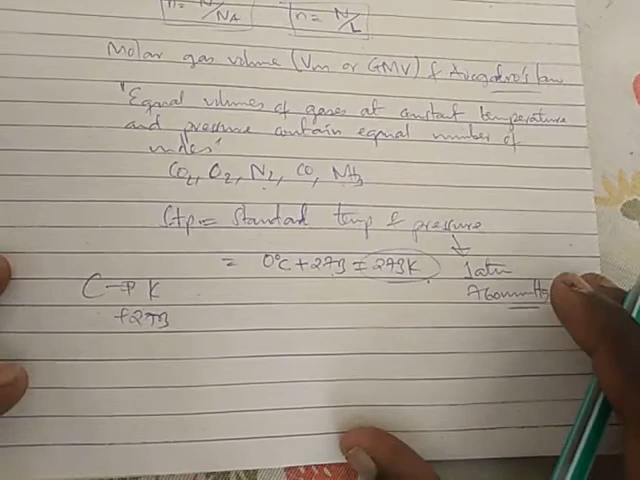 n = N/NA n = N/L
Molar gas volume (Vm or GMV) & Avogadro's law
"Equal volumes of gases at constant temperature
and pressure contain equal number of
moles"
CO2, O2, N2, CO, NH3
Stp = Standard temp & pressure
= 0°C + 273 = 273K 1atm
C → K
+273